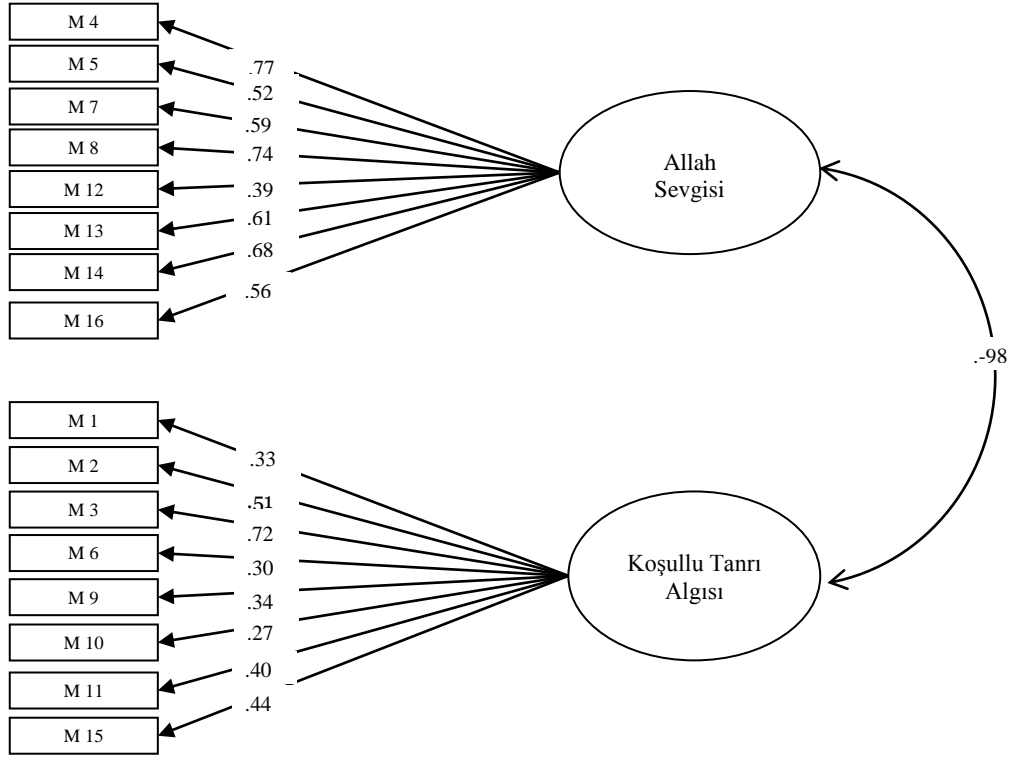 M 4
M 5
M 7
M 8
M 12
M 13
M 14
M 16
.77
.52
.59
.74
.39
.61
.68
.56
Allah
Sevgisi
.-98
M 1
M 2
M 3
M 6
M 9
M 10
M 11
M 15
.33
.51
.72
.30
.34
.27
.40
.44
Koşullu Tanrı
Algısı